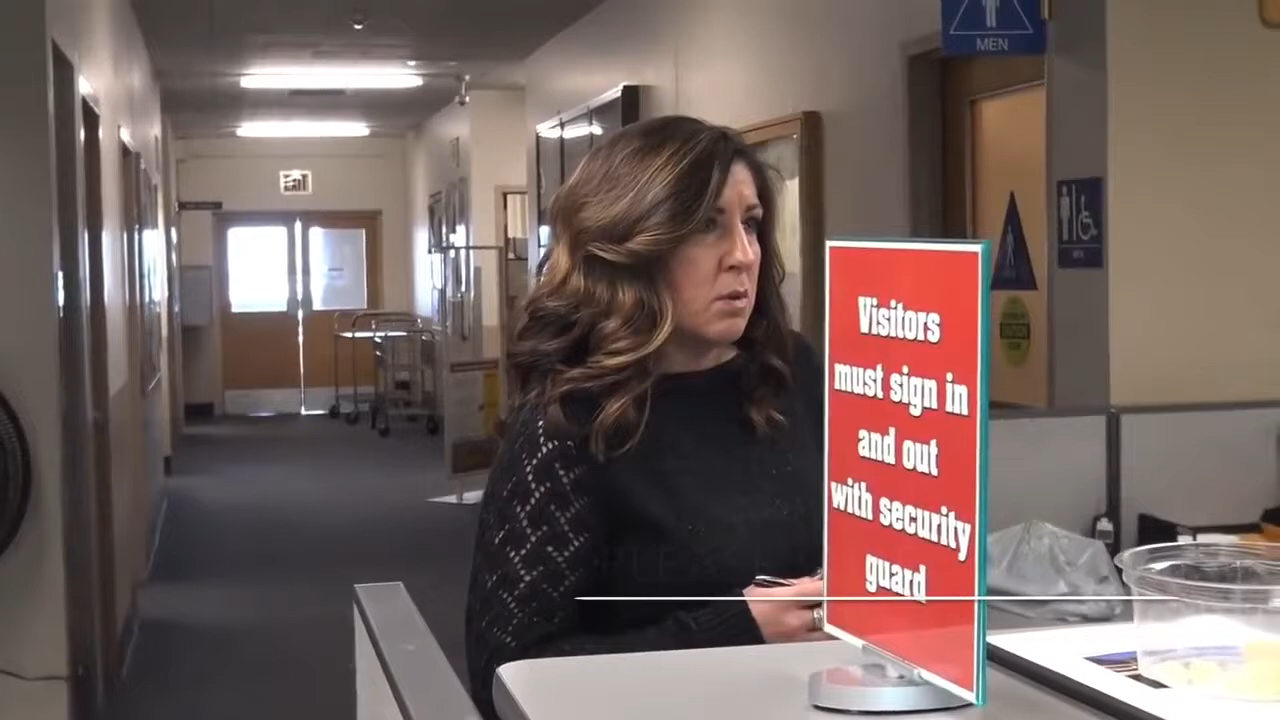 MEN
EXIT
Visitors
must sign in
and out
with security
guard